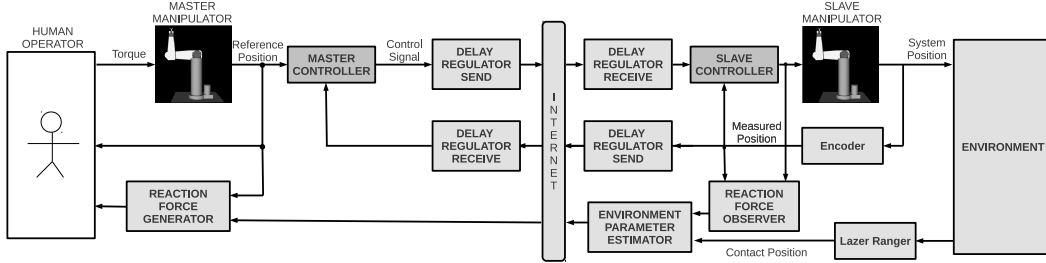 HUMAN
OPERATOR
Torque
MASTER
MANIPULATOR
Reference
Position
MASTER
CONTROLLER
Control
Signal
DELAY
REGULATOR
SEND
INTERNET
DELAY
REGULATOR
RECEIVE
SLAVE
CONTROLLER
SLAVE
MANIPULATOR
System
Position
ENVIRONMENT
DELAY
REGULATOR
RECEIVE
DELAY
REGULATOR
SEND
Measured
Position
Encoder
REACTION
FORCE
GENERATOR
ENVIRONMENT
PARAMETER
ESTIMATOR
REACTION
FORCE
OBSERVER
Contact Position
Lazer Ranger